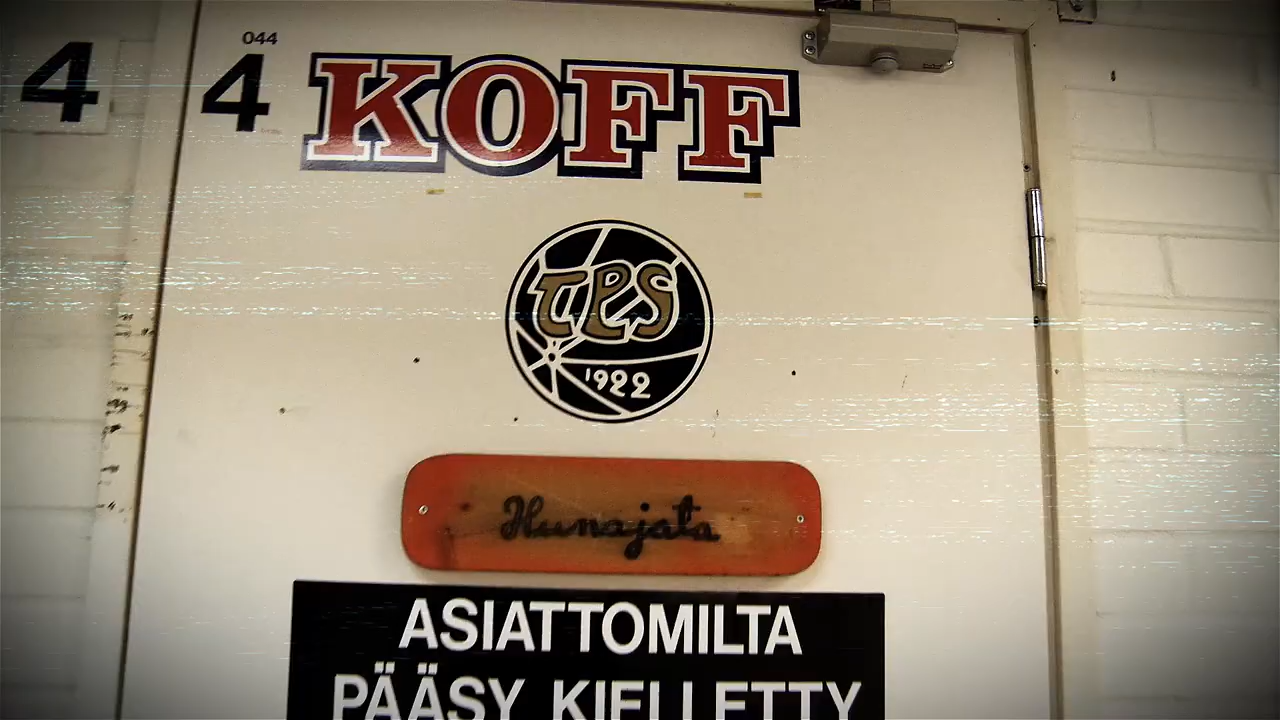 044
4
4
KOFF
TPS
1922
Hunajata
ASIATTOMILTA
PÄÄSY KIELLETTY